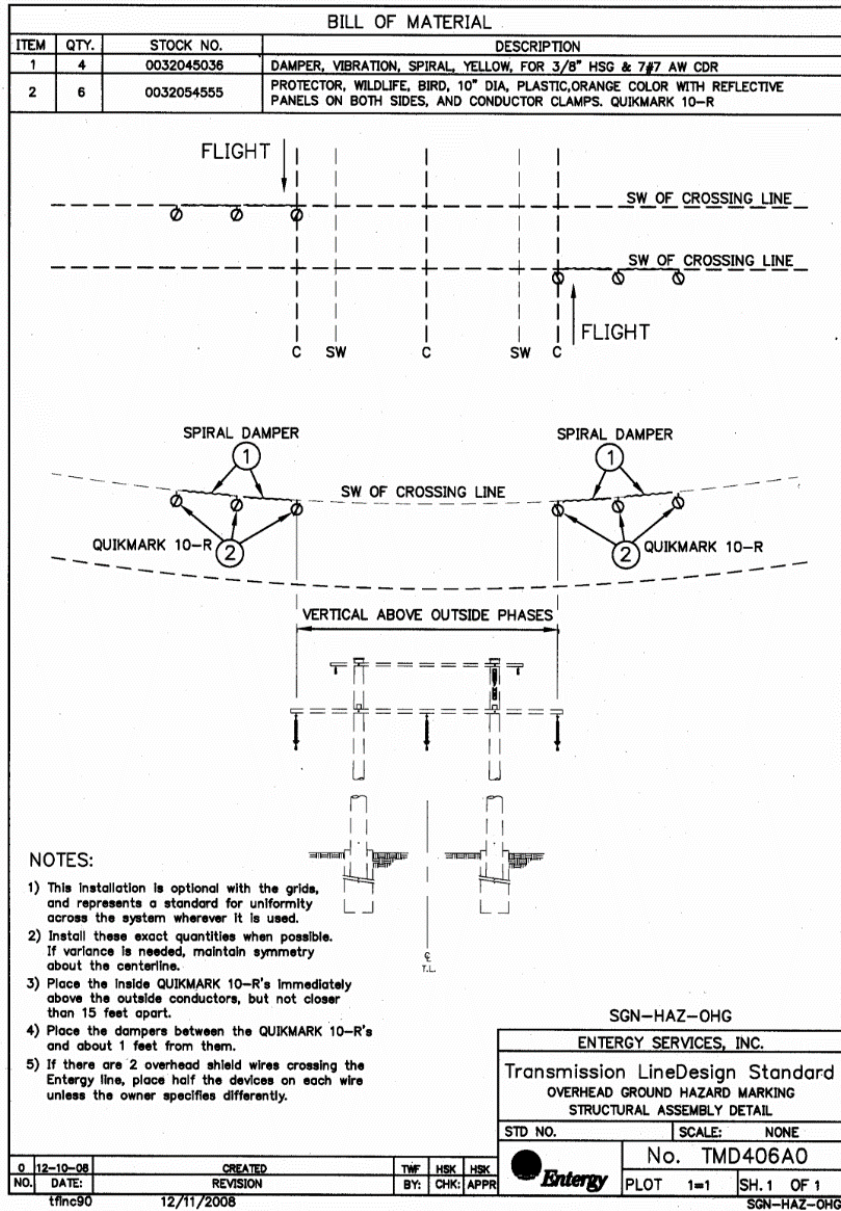 BILL OF MATERIAL
ITEM QTY. STOCK NO. DESCRIPTION
1 4 0032045036 DAMPER, VIBRATION, SPIRAL, YELLOW, FOR 3/8" HSG & 7#7 AW CDR
2 6 0032054555 PROTECTOR, WILDLIFE, BIRD, 10" DIA, PLASTIC,ORANGE COLOR WITH REFLECTIVE
PANELS ON BOTH SIDES, AND CONDUCTOR CLAMPS. QUIKMARK 10-R
FLIGHT
SW OF CROSSING LINE
SW OF CROSSING LINE
FLIGHT
C SW C SW C
SPIRAL DAMPER SPIRAL DAMPER
1 1
SW OF CROSSING LINE
QUIKMARK 10-R 2 2 QUIKMARK 10-R
VERTICAL ABOVE OUTSIDE PHASES
NOTES:
1) This installation is optional with the grids,
and represents a standard for uniformity
across the system wherever it is used.
2) Install these exact quantities when possible.
If variance is needed, maintain symmetry
about the centerline.
3) Place the inside QUIKMARK 10-R's immediately
above the outside conductors, but not closer
than 15 feet apart.
4) Place the dampers between the QUIKMARK 10-R's
and about 1 feet from them.
5) If there are 2 overhead shield wires crossing the
Entergy line, place half the devices on each wire
unless the owner specifies differently.
℄
T.L.
SGN-HAZ-OHG
ENTERGY SERVICES, INC.
Transmission LineDesign Standard
OVERHEAD GROUND HAZARD MARKING
STRUCTURAL ASSEMBLY DETAIL
STD NO. SCALE: NONE
Entergy
No. TMD406A0
PLOT 1=1 SH. 1 OF 1
0 12-10-08 CREATED TWF HSK HSK
NO. DATE: REVISION BY: CHK: APPR
tfinc90 12/11/2008
SGN-HAZ-OHG